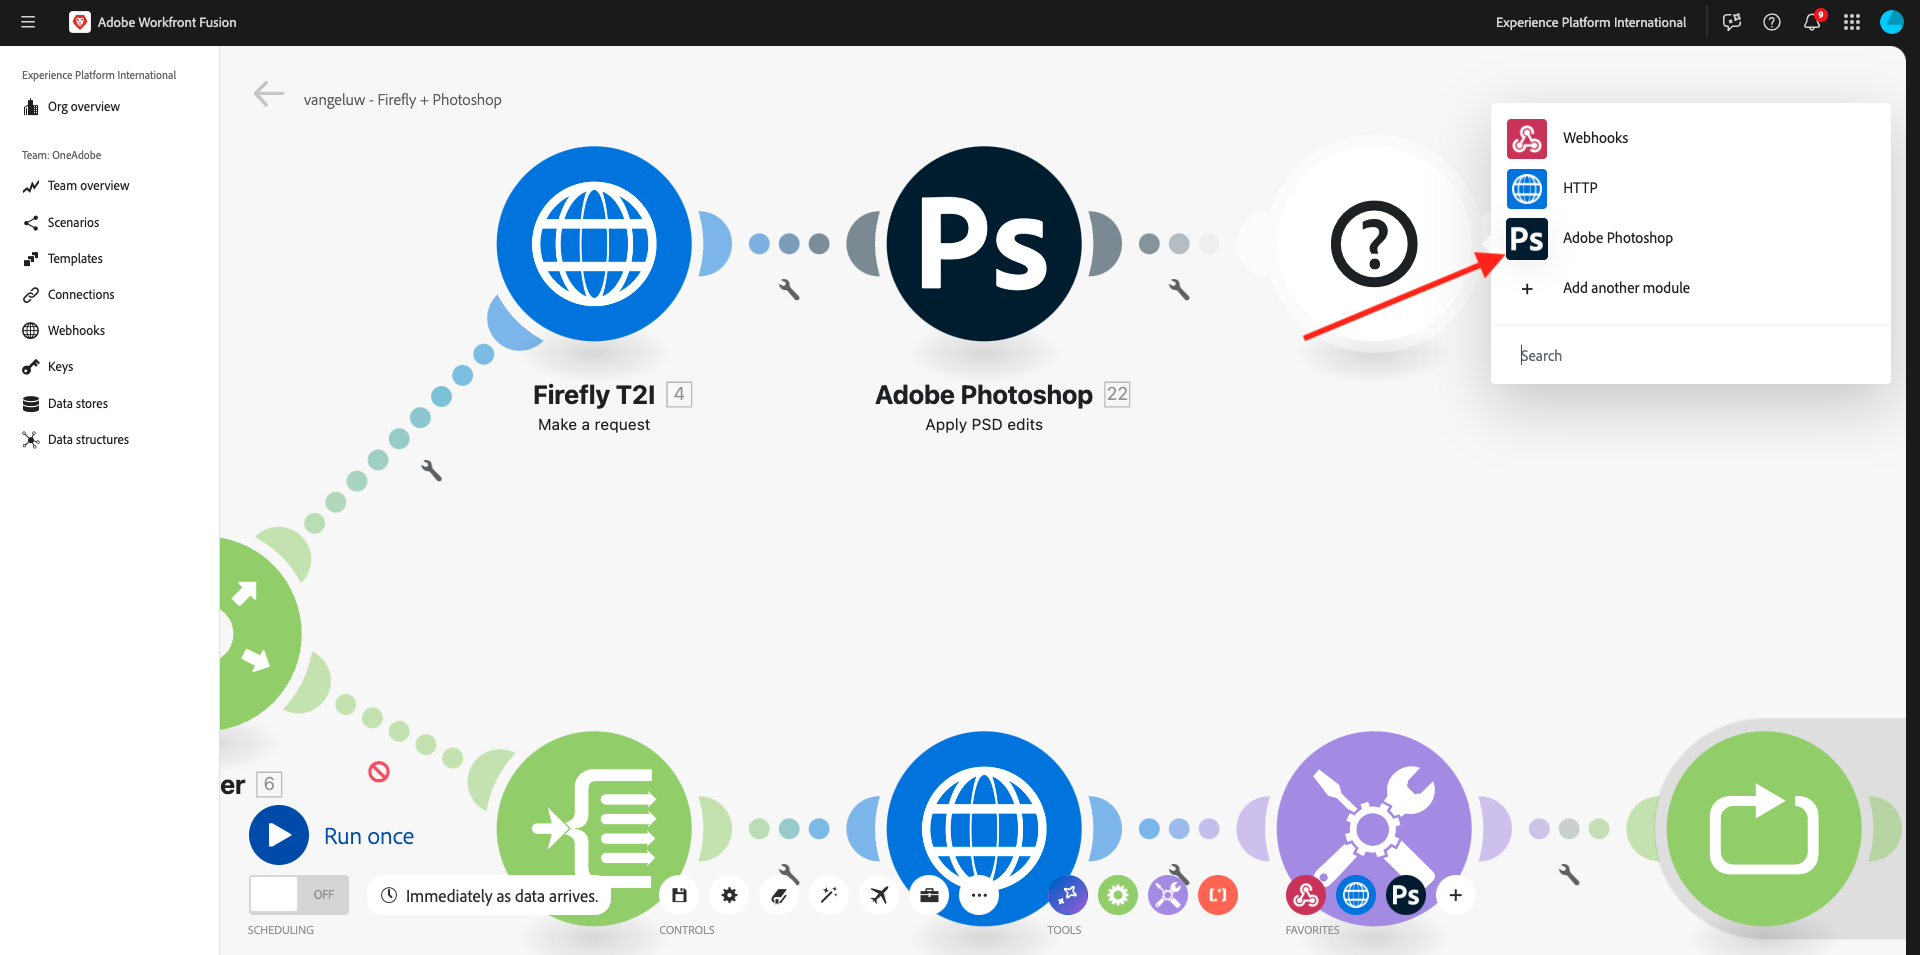 Adobe Workfront Fusion
Experience Platform International
9
Experience Platform International
Org overview
Team: OneAdobe
Team overview
Scenarios
Templates
Connections
Webhooks
Keys
Data stores
Data structures
vangeluw - Firefly + Photoshop
Webhooks
HTTP
Ps Adobe Photoshop
+ Add another module
Search
Ps
?
Firefly T2I 4
Make a request
Adobe Photoshop 22
Apply PSD edits
er 6
Run once
OFF
Immediately as data arrives.
Ps
+
SCHEDULING
CONTROLS
TOOLS
FAVORITES